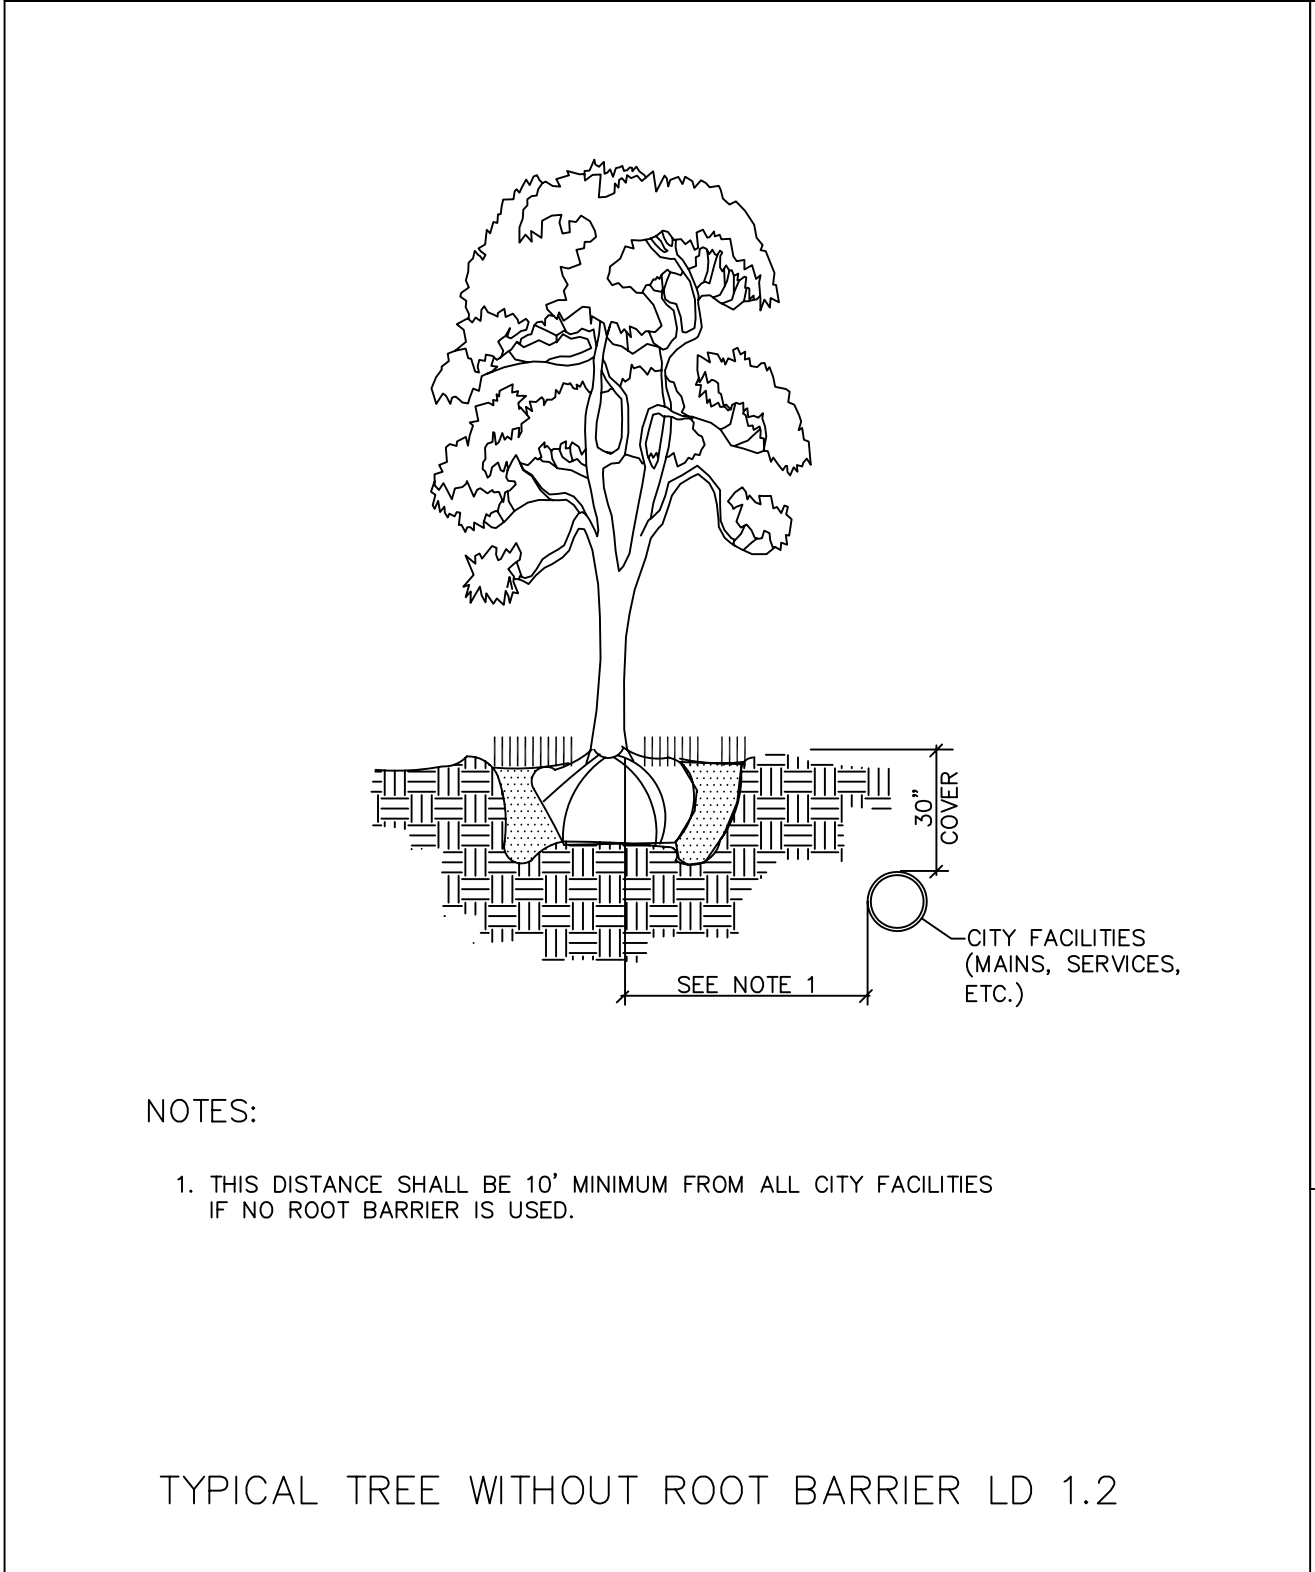 30"
COVER
CITY FACILITIES
(MAINS, SERVICES,
ETC.)
SEE NOTE 1
NOTES:
1. THIS DISTANCE SHALL BE 10' MINIMUM FROM ALL CITY FACILITIES
IF NO ROOT BARRIER IS USED.
TYPICAL TREE WITHOUT ROOT BARRIER LD 1.2